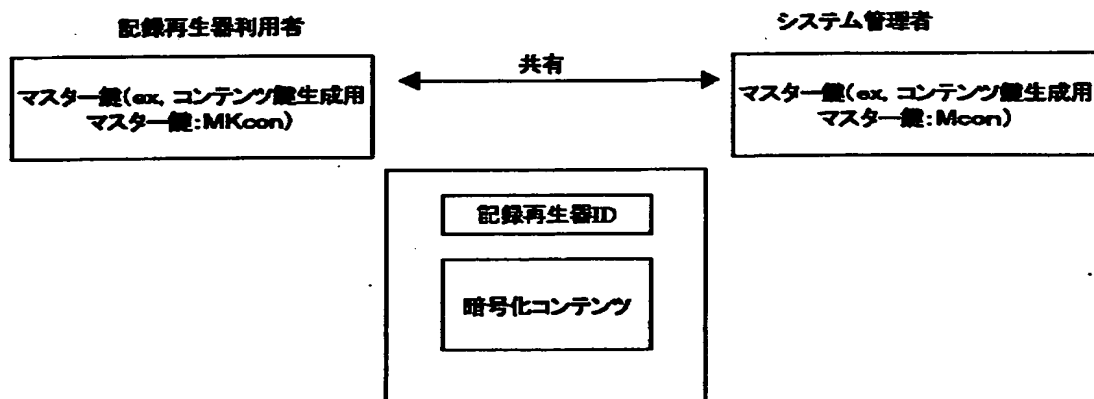 記録再生器利用者
システム管理者
共有
マスター鍵(ex, コンテンツ鍵生成用
マスター鍵:MKcon)
マスター鍵(ex, コンテンツ鍵生成用
マスター鍵:Mcon)
記録再生器ID
暗号化コンテンツ